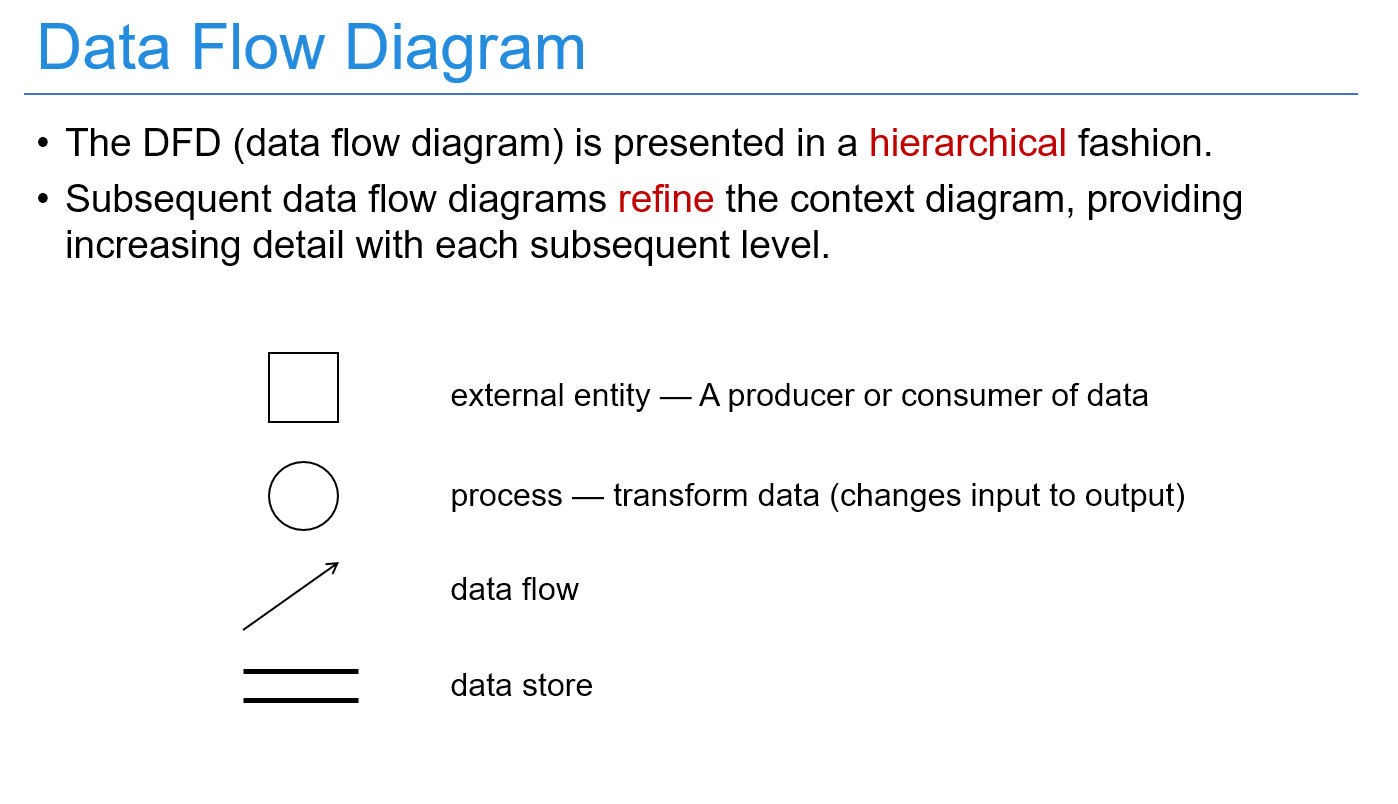 Data Flow Diagram
• The DFD (data flow diagram) is presented in a hierarchical fashion.
• Subsequent data flow diagrams refine the context diagram, providing
increasing detail with each subsequent level.
external entity — A producer or consumer of data
process — transform data (changes input to output)
data flow
data store